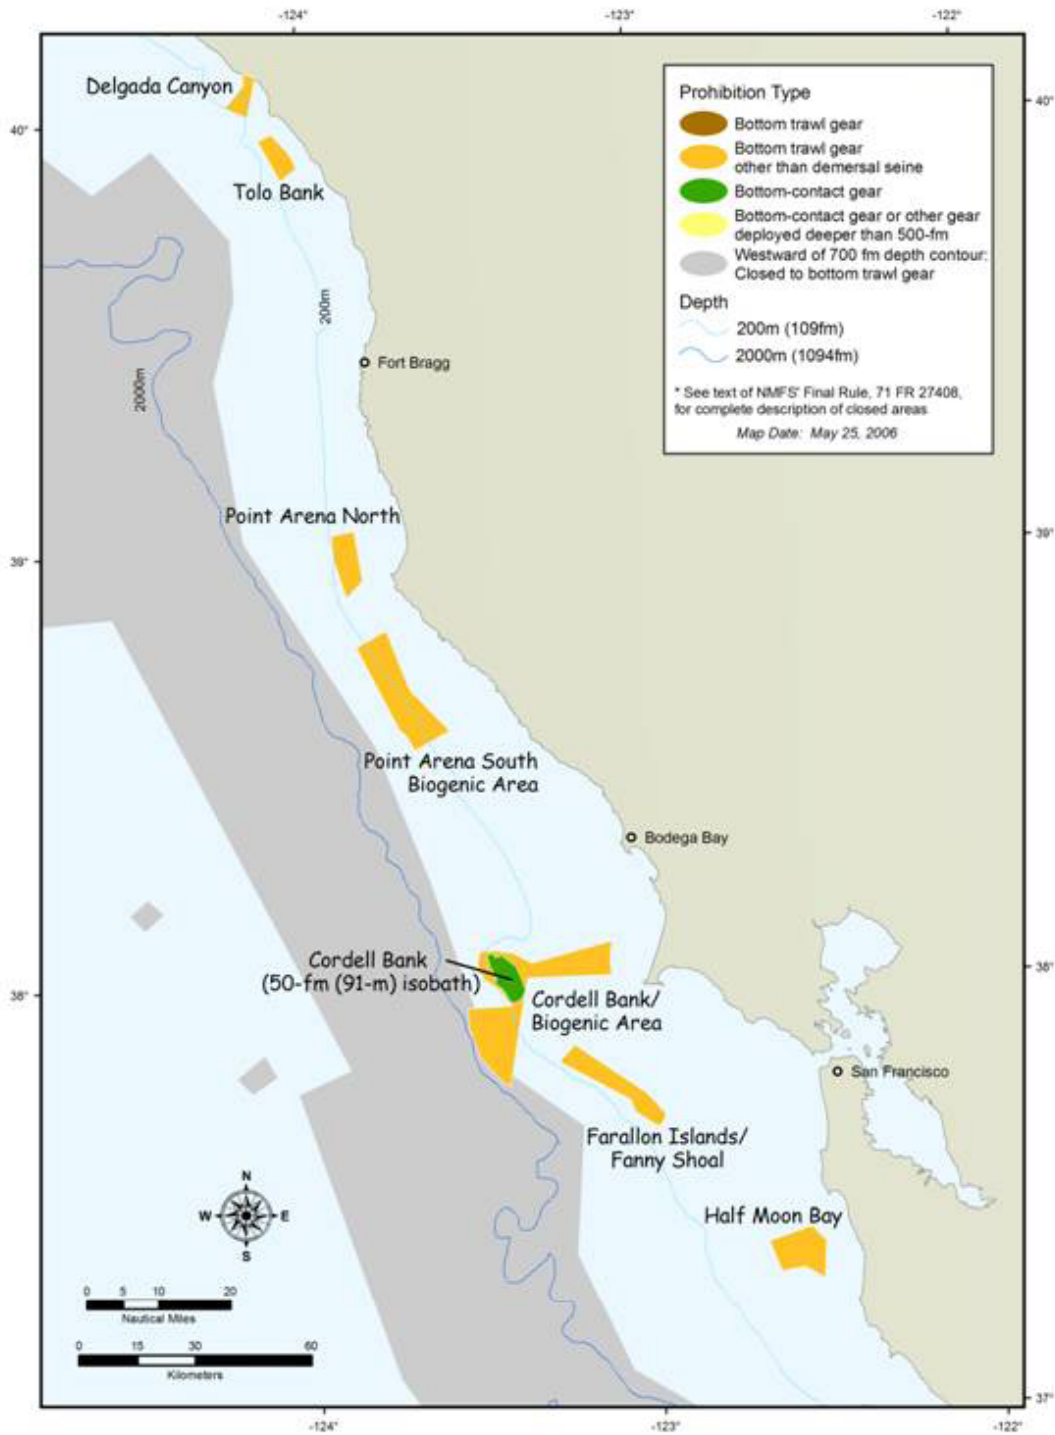 -124°
-123°
-122°
Delgada Canyon
40°
Tolo Bank
200m
2000m
Fort Bragg
Prohibition Type
Bottom trawl gear
Bottom trawl gear
other than demersal seine
Bottom-contact gear
Bottom-contact gear or other gear
deployed deeper than 500-fm
Westward of 700 fm depth contour:
Closed to bottom trawl gear
Depth
200m (109fm)
2000m (1094fm)
* See text of NMFS' Final Rule, 71 FR 27408,
for complete description of closed areas
Map Date: May 25, 2006
40°
Point Arena North
39°
39°
Point Arena South
Biogenic Area
Bodega Bay
Cordell Bank
(50-fm (91-m) isobath)
38°
38°
Cordell Bank/
Biogenic Area
San Francisco
Farallon Islands/
Fanny Shoal
Half Moon Bay
N
W
E
S
0 5 10 20
Nautical Miles
0 15 30 60
Kilometers
37°
-124°
-123°
-122°